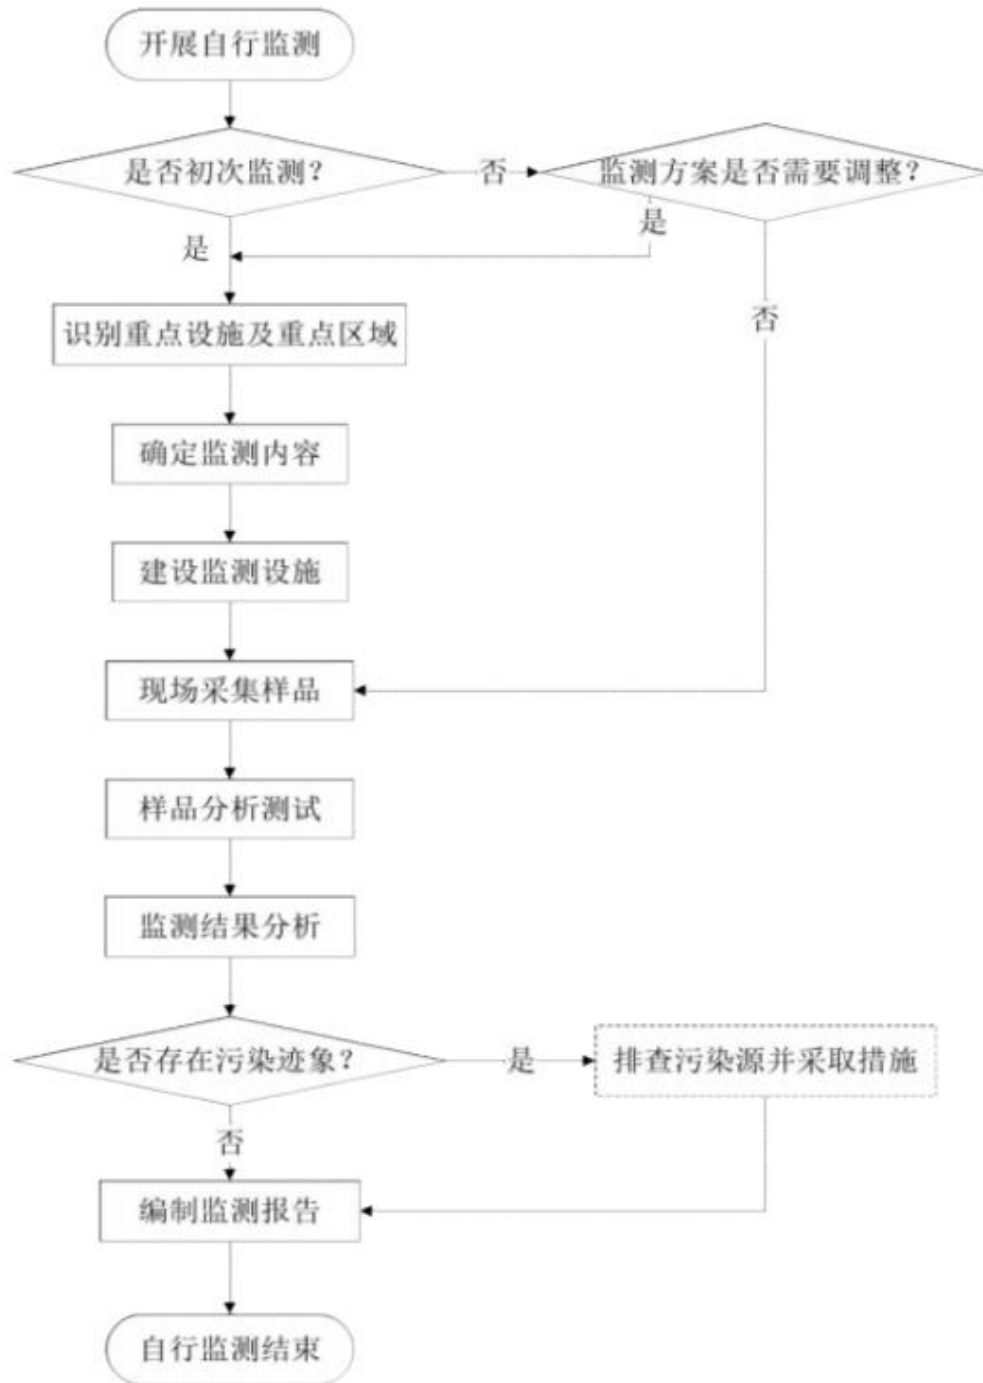 开展自行监测
是否初次监测？
否
监测方案是否需要调整？
是
是
识别重点设施及重点区域
否
确定监测内容
建设监测设施
现场采集样品
样品分析测试
监测结果分析
是否存在污染迹象？
是
排查污染源并采取措施
否
编制监测报告
自行监测结束